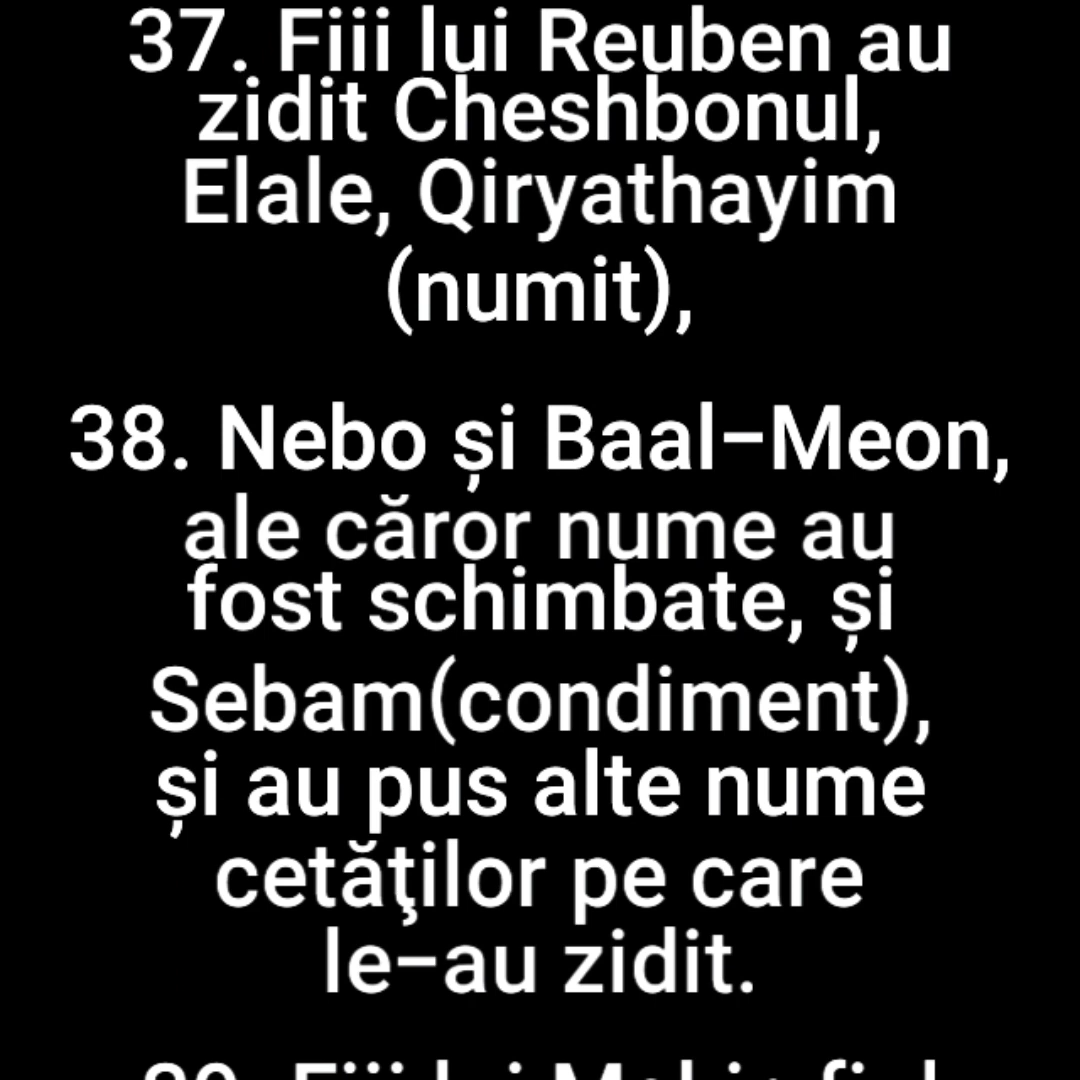 37. Fiii lui Reuben au
zidit Cheshbonul,
Elale, Qiryathayim
(numit),
38. Nebo și Baal-Meon,
ale căror nume au
fost schimbate, și
Sebam(condiment),
și au pus alte nume
cetăţilor pe care
le-au zidit.